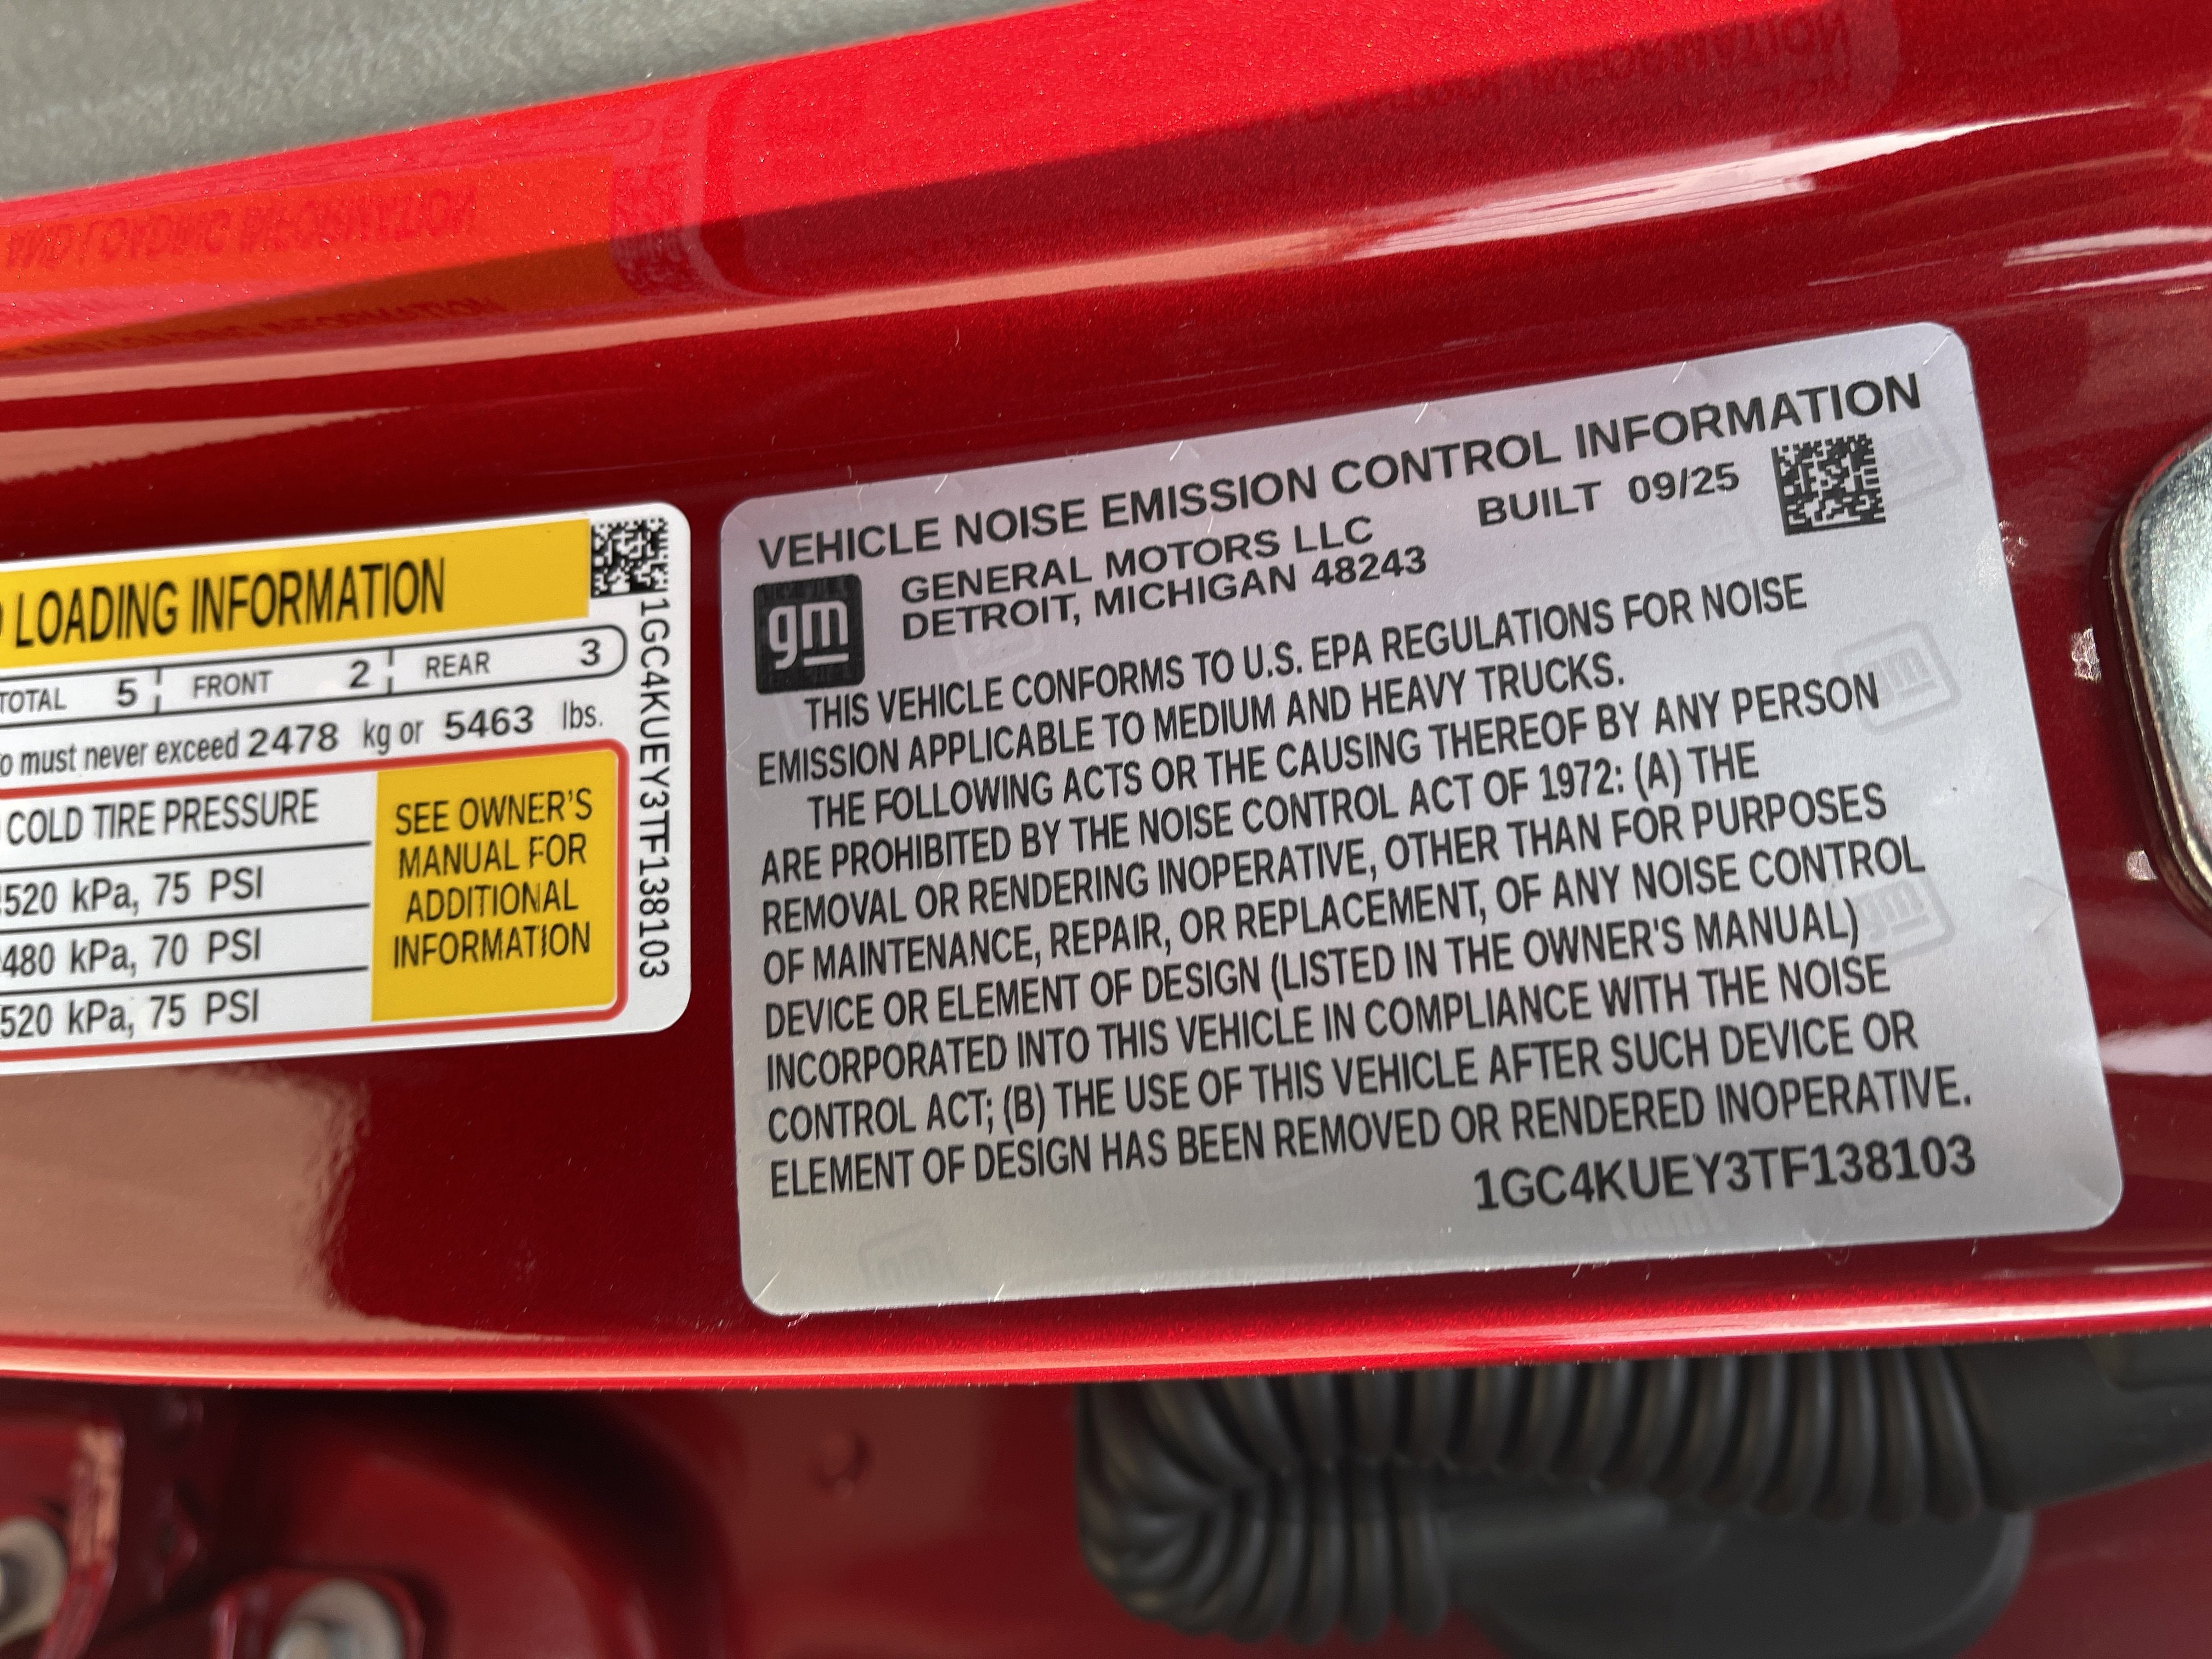 LOADING INFORMATION
TOTAL 5 FRONT 2 REAR 3
must never exceed 2478 kg or 5463 lbs.
COLD TIRE PRESSURE
520 kPa, 75 PSI
480 kPa, 70 PSI
520 kPa, 75 PSI
SEE OWNER'S
MANUAL FOR
ADDITIONAL
INFORMATION
1GC4KUEY3TF138103
VEHICLE NOISE EMISSION CONTROL INFORMATION
gm
GENERAL MOTORS LLC BUILT 09/25
DETROIT, MICHIGAN 48243
THIS VEHICLE CONFORMS TO U.S. EPA REGULATIONS FOR NOISE
EMISSION APPLICABLE TO MEDIUM AND HEAVY TRUCKS.
THE FOLLOWING ACTS OR THE CAUSING THEREOF BY ANY PERSON
ARE PROHIBITED BY THE NOISE CONTROL ACT OF 1972: (A) THE
REMOVAL OR RENDERING INOPERATIVE, OTHER THAN FOR PURPOSES
OF MAINTENANCE, REPAIR, OR REPLACEMENT, OF ANY NOISE CONTROL
DEVICE OR ELEMENT OF DESIGN (LISTED IN THE OWNER'S MANUAL)
INCORPORATED INTO THIS VEHICLE IN COMPLIANCE WITH THE NOISE
CONTROL ACT; (B) THE USE OF THIS VEHICLE AFTER SUCH DEVICE OR
ELEMENT OF DESIGN HAS BEEN REMOVED OR RENDERED INOPERATIVE.
1GC4KUEY3TF138103